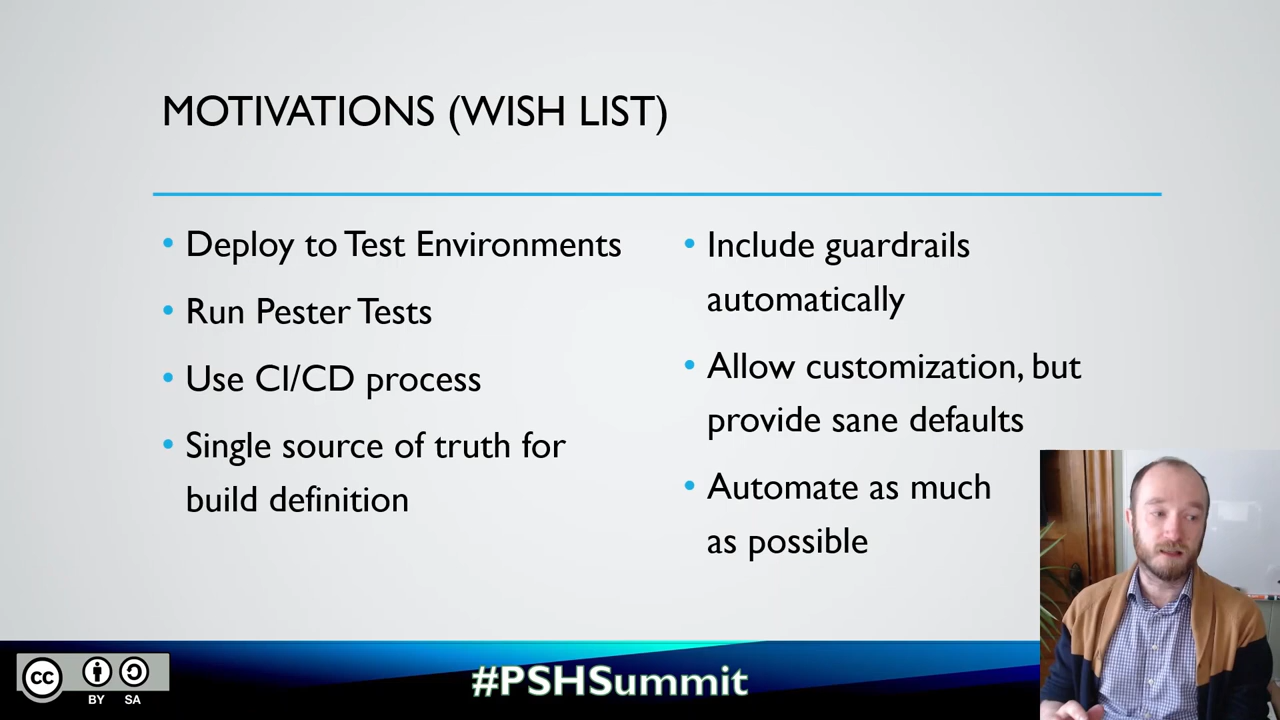 MOTIVATIONS (WISH LIST)
• Deploy to Test Environments
• Run Pester Tests
• Use CI/CD process
• Single source of truth for
build definition
• Include guardrails
automatically
• Allow customization, but
provide sane defaults
• Automate as much
as possible
CC
BY SA
#PSHSummit